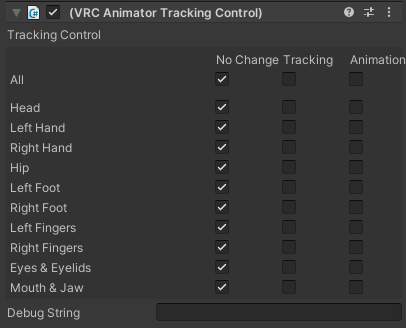 (VRC Animator Tracking Control)
Tracking Control
No Change Tracking Animation
All
Head
Left Hand
Right Hand
Hip
Left Foot
Right Foot
Left Fingers
Right Fingers
Eyes & Eyelids
Mouth & Jaw
Debug String